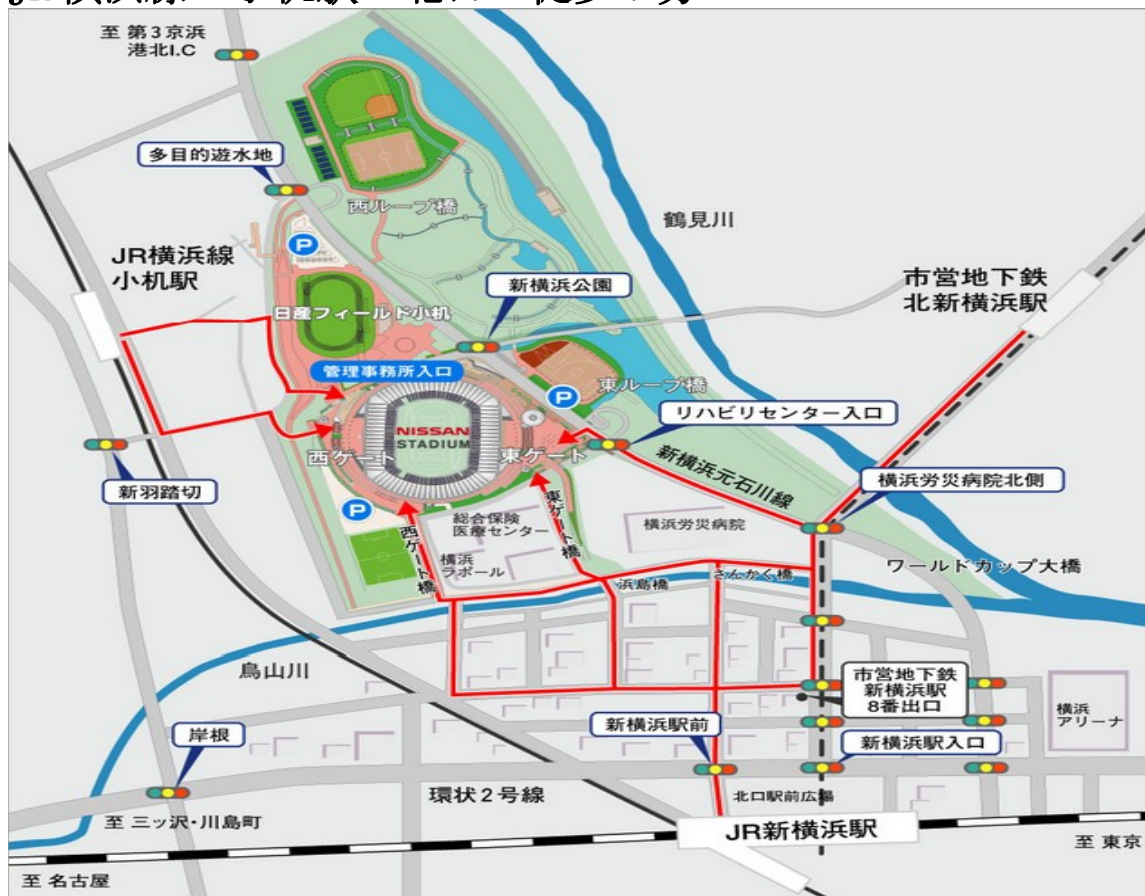 至 第3京浜
港北I.C
多目的遊水地
西ループ橋
鶴見川
JR横浜線
小机駅
P
新横浜公園
市営地下鉄
北新横浜駅
日産フィールド小机
管理事務所入口
東ループ橋
P
リハビリセンター入口
NISSAN
STADIUM
西ゲート
東ゲート
新横浜元石川線
新羽踏切
横浜労災病院北側
P
西ゲート橋
総合保険
医療センター
東ゲート橋
横浜労災病院
横浜
ラポール
浜鳥橋
さんかく橋
ワールドカップ大橋
鳥山川
市営地下鉄
新横浜駅
8番出口
横浜
アリーナ
岸根
新横浜駅前
新横浜駅入口
環状2号線
北口駅前広場
至 三ッ沢・川島町
JR新横浜駅
至 東京
至 名古屋